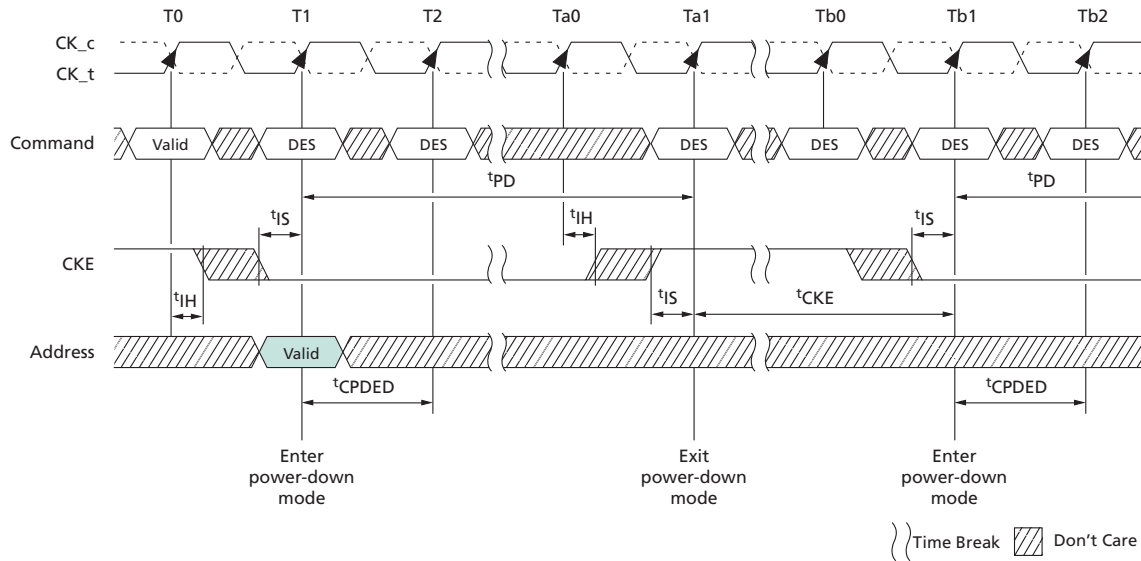 T0 T1 T2 Ta0 Ta1 Tb0 Tb1 Tb2
CK_c
CK_t
Command Valid DES DES DES DES DES DES
tPD tPD
tIS tIH tIS
CKE
tIH tIS tCKE
Address Valid
tCPDED tCPDED
Enter power-down mode
Exit power-down mode
Enter power-down mode
Time Break Don't Care